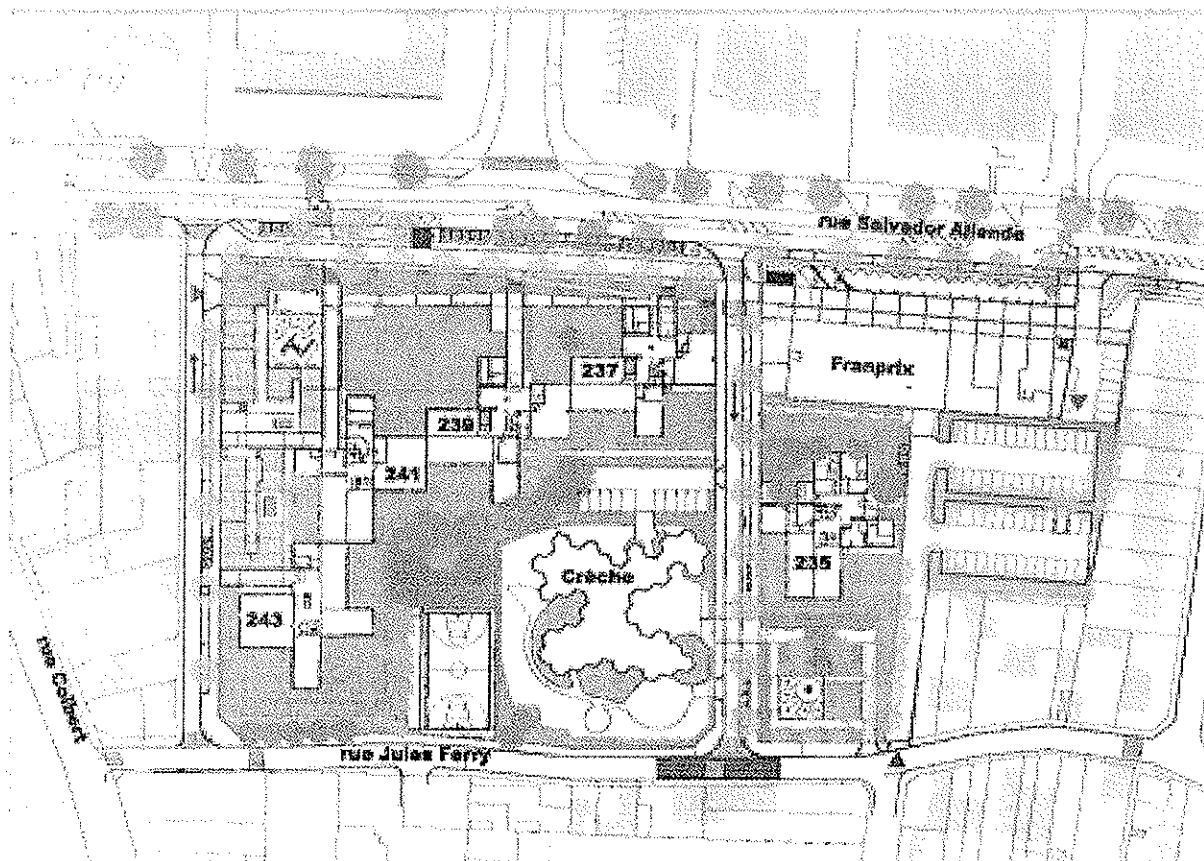 rue Salvador Allende
Franprix
237
239
241
235
Crèche
243
rue Colbert
rue Jules Ferry